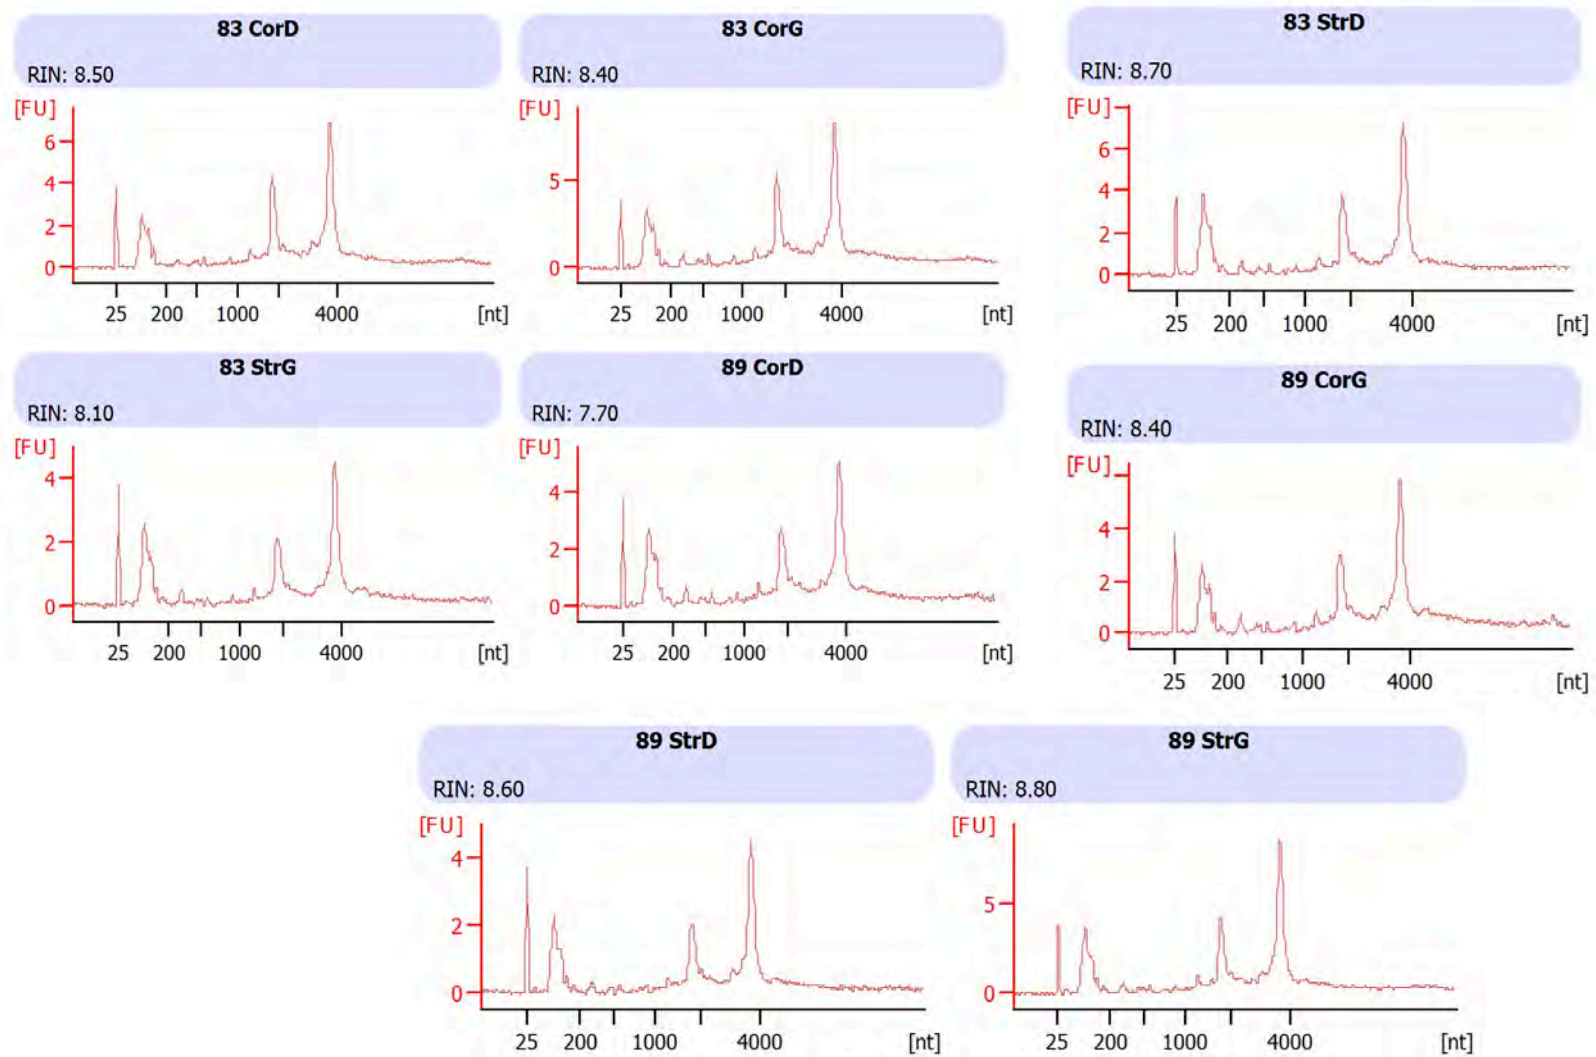 83 CorD
RIN: 8.50
[FU]
6
4
2
0
25 200 1000 4000 [nt]
83 CorG
RIN: 8.40
[FU]
5
0
25 200 1000 4000 [nt]
83 StrD
RIN: 8.70
[FU]
6
4
2
0
25 200 1000 4000 [nt]
83 StrG
RIN: 8.10
[FU]
4
2
0
25 200 1000 4000 [nt]
89 CorD
RIN: 7.70
[FU]
4
2
0
25 200 1000 4000 [nt]
89 CorG
RIN: 8.40
[FU]
4
2
0
25 200 1000 4000 [nt]
89 StrD
RIN: 8.60
[FU]
4
2
0
25 200 1000 4000 [nt]
89 StrG
RIN: 8.80
[FU]
5
0
25 200 1000 4000 [nt]